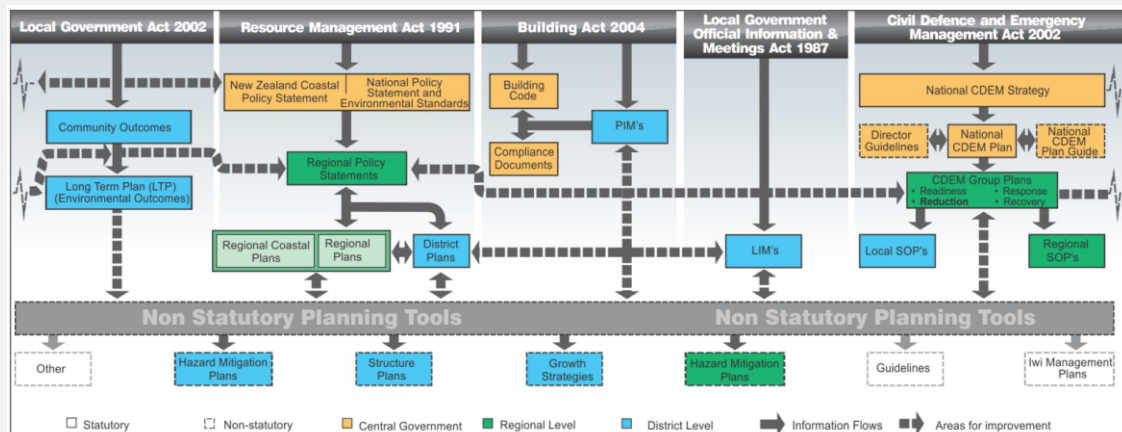 Local Government Act 2002
Resource Management Act 1991
Building Act 2004
Local Government
Official Information &
Meetings Act 1987
Civil Defence and Emergency
Management Act 2002
New Zealand Coastal
Policy Statement
National Policy
Statement and
Environmental Standards
Building
Code
National CDEM Strategy
Community Outcomes
PIM's
Director
Guidelines
National
CDEM Plan
National
CDEM
Plan Guide
Compliance
Documents
Regional Policy
Statements
Long Term Plan (LTP)
(Environmental Outcomes)
CDEM Group Plans
• Readiness
• Response
• Reduction
• Recovery
Regional Coastal
Plans
Regional
Plans
District
Plans
LIM's
Local SOP's
Regional
SOP's
Non Statutory Planning Tools
Non Statutory Planning Tools
Other
Hazard Mitigation
Plans
Structure
Plans
Growth
Strategies
Hazard Mitigation
Plans
Guidelines
Iwi Management
Plans
Statutory
Non-statutory
Central Government
Regional Level
District Level
Information Flows
Areas for improvement